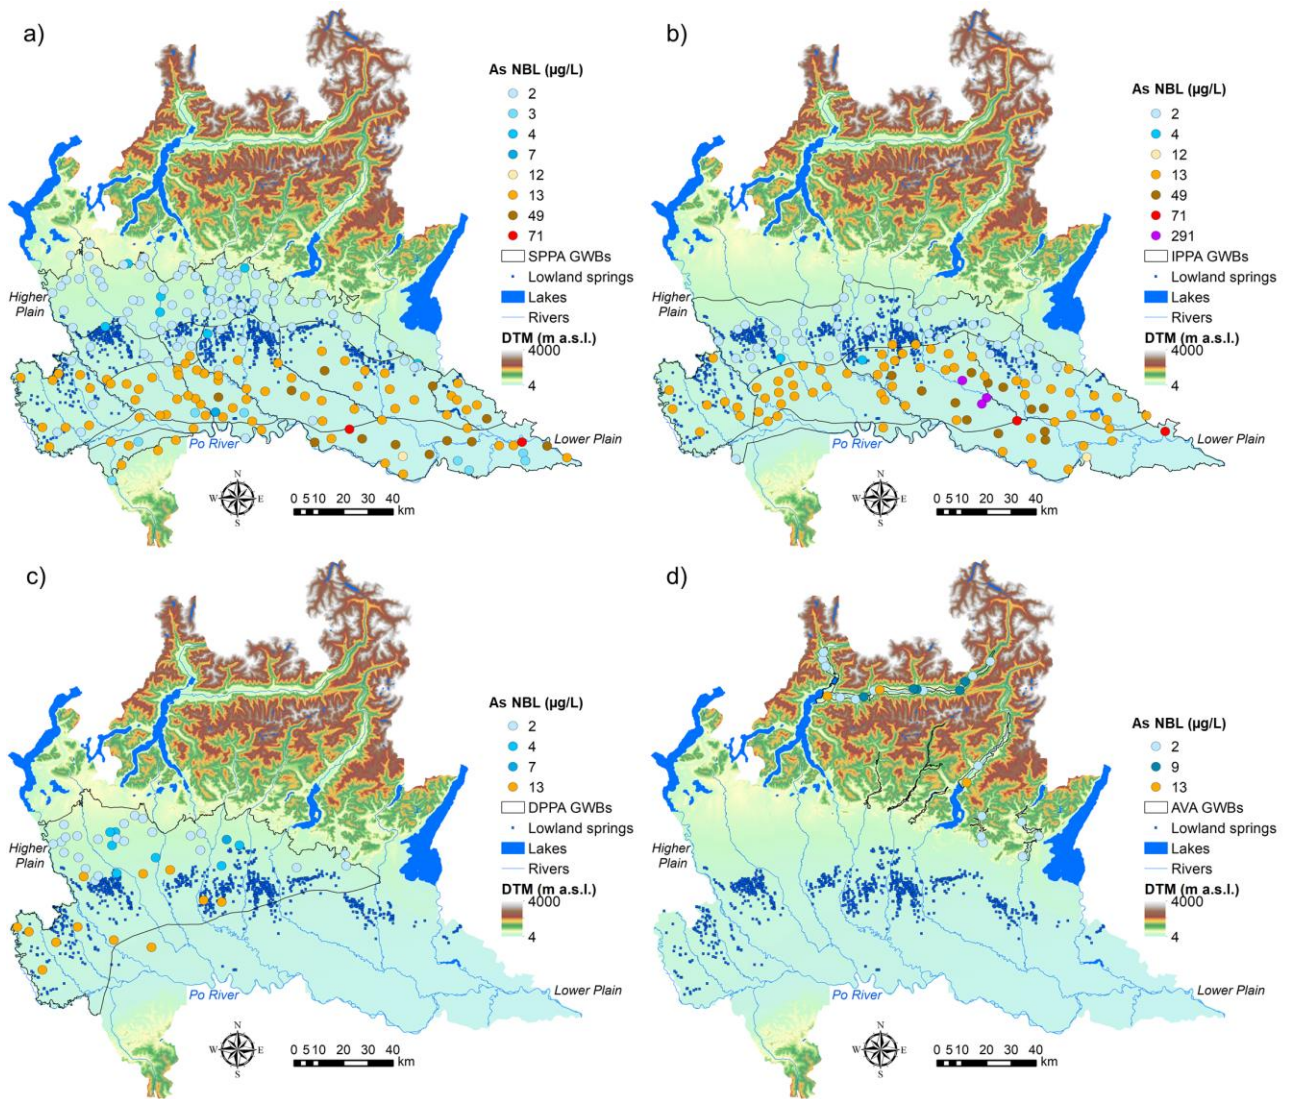 a)
As NBL (µg/L)
2
3
4
7
12
13
49
71
SPPA GWBs
Lowland springs
Lakes
Rivers
DTM (m a.s.l.)
4000
4
Higher
Plain
Po River
Lower Plain
N
W E
S
0 5 10 20 30 40
km
b)
As NBL (µg/L)
2
4
12
13
49
71
291
IPPA GWBs
Lowland springs
Lakes
Rivers
DTM (m a.s.l.)
4000
4
Higher
Plain
Po River
Lower Plain
N
W E
S
0 5 10 20 30 40
km
c)
As NBL (µg/L)
2
4
7
13
DPPA GWBs
Lowland springs
Lakes
Rivers
DTM (m a.s.l.)
4000
4
Higher
Plain
Po River
Lower Plain
N
W E
S
0 5 10 20 30 40
km
d)
As NBL (µg/L)
2
9
13
AVA GWBs
Lowland springs
Lakes
Rivers
DTM (m a.s.l.)
4000
4
Higher
Plain
Po River
Lower Plain
N
W E
S
0 5 10 20 30 40
km